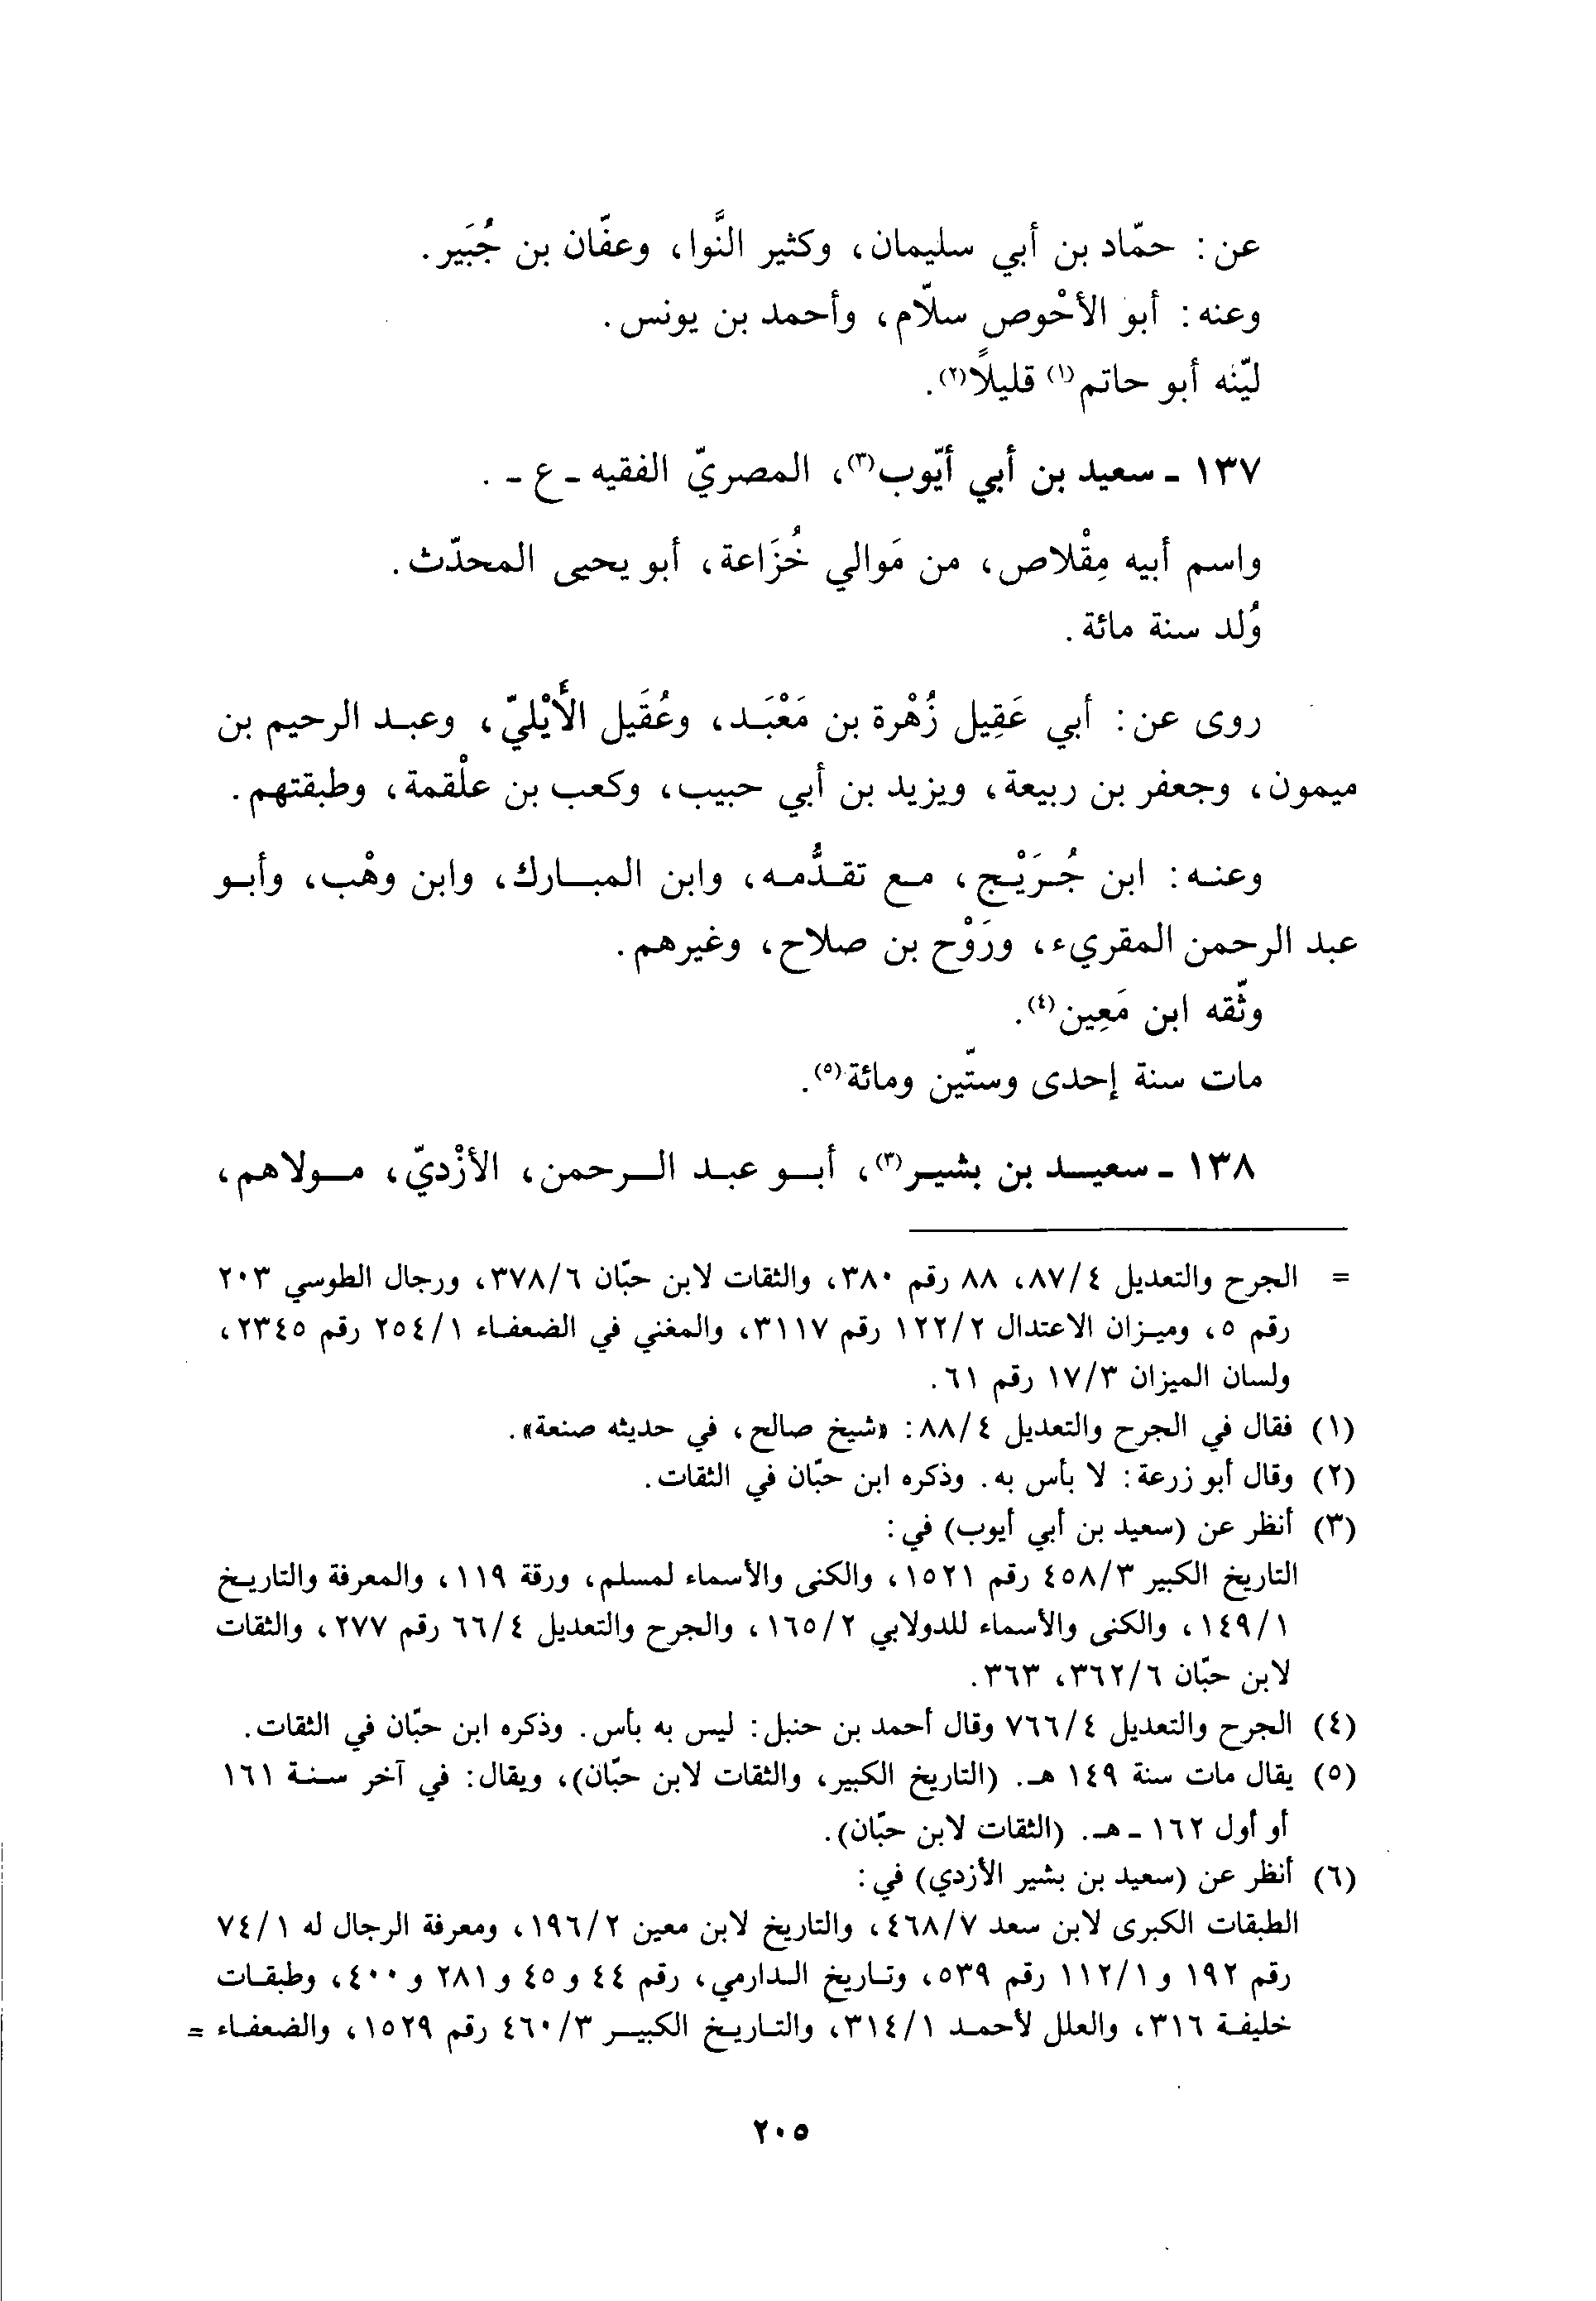 عن: حمّاد بن أبي سليمان، وكثير النَّوا، وعفّان بن جُبَير.
وعنه: أبو الأحْوص سلّام، وأحمد بن يونس.
ليّنه أبو حاتم(١) قليلًا(٢).
١٣٧ - سعيد بن أبي أيّوب(٣)، المصريّ الفقيه - ع - .
واسم أبيه مِقْلاص، من مَوالي خُزَاعة، أبو يحيى المحدّث.
وُلد سنة مائة.
روى عن: أبي عَقِيل زُهْرة بن مَعْبَد، وعُقَيل الأَيْليّ، وعبد الرحيم بن
ميمون، وجعفر بن ربيعة، ويزيد بن أبي حبيب، وكعب بن علْقمة، وطبقتهم.
وعنه: ابن جُرَيْج، مع تقدُّمه، وابن المبارك، وابن وهْب، وأبو
عبد الرحمن المقريء، ورَوْح بن صلاح، وغيرهم.
وثّقه ابن مَعِين(٤).
مات سنة إحدى وستّين ومائة(٥).
١٣٨ - سعيد بن بشير(٣)، أبو عبد الرحمن، الأزْديّ، مولاهم،
= الجرح والتعديل ٨٧/٤، ٨٨ رقم ٣٨٠، والثقات لابن حبّان ٣٧٨/٦، ورجال الطوسي ٢٠٣
رقم ٥، وميزان الاعتدال ١٢٢/٢ رقم ٣١١٧، والمغني في الضعفاء ٢٥٤/١ رقم ٢٣٤٥،
ولسان الميزان ١٧/٣ رقم ٦١.
(١) فقال في الجرح والتعديل ٨٨/٤: «شيخ صالح، في حديثه صنعة».
(٢) وقال أبو زرعة: لا بأس به. وذكره ابن حبّان في الثقات.
(٣) أنظر عن (سعيد بن أبي أيوب) في:
التاريخ الكبير ٤٥٨/٣ رقم ١٥٢١، والكنى والأسماء لمسلم، ورقة ١١٩، والمعرفة والتاريخ
١٤٩/١، والكنى والأسماء للدولابي ١٦٥/٢، والجرح والتعديل ٦٦/٤ رقم ٢٧٧، والثقات
لابن حبّان ٣٦٢/٦، ٣٦٣.
(٤) الجرح والتعديل ٧٦٦/٤ وقال أحمد بن حنبل: ليس به بأس. وذكره ابن حبّان في الثقات.
(٥) يقال مات سنة ١٤٩ هـ. (التاريخ الكبير، والثقات لابن حبّان)، ويقال: في آخر سنة ١٦١
أو أول ١٦٢ - هـ. (الثقات لابن حبّان).
(٦) أنظر عن (سعيد بن بشير الأزدي) في:
الطبقات الكبرى لابن سعد ٤٦٨/٧، والتاريخ لابن معين ١٩٦/٢، ومعرفة الرجال له ٧٤/١
رقم ١٩٢ و١١٢/١ رقم ٥٣٩، وتاريخ الدارمي، رقم ٤٤ و٤٥ و٢٨١ و٤٠٠، وطبقات
خليفة ٣١٦، والعلل لأحمد ٣١٤/١، والتاريخ الكبير ٤٦٠/٣ رقم ١٥٢٩، والضعفاء =
٢٠٥